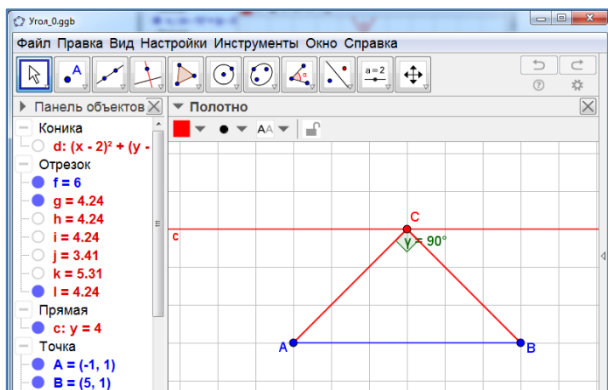 Угол_0.ggb
Файл Правка Вид Настройки Инструменты Окно Справка
A
α
a=2
Панель объектов
Полотно
AA
Коника
d: (x - 2)² + (y -
Отрезок
f = 6
g = 4.24
h = 4.24
i = 4.24
j = 3.41
k = 5.31
l = 4.24
Прямая
c: y = 4
Точка
A = (-1, 1)
B = (5, 1)
c
C
γ = 90°
A
B